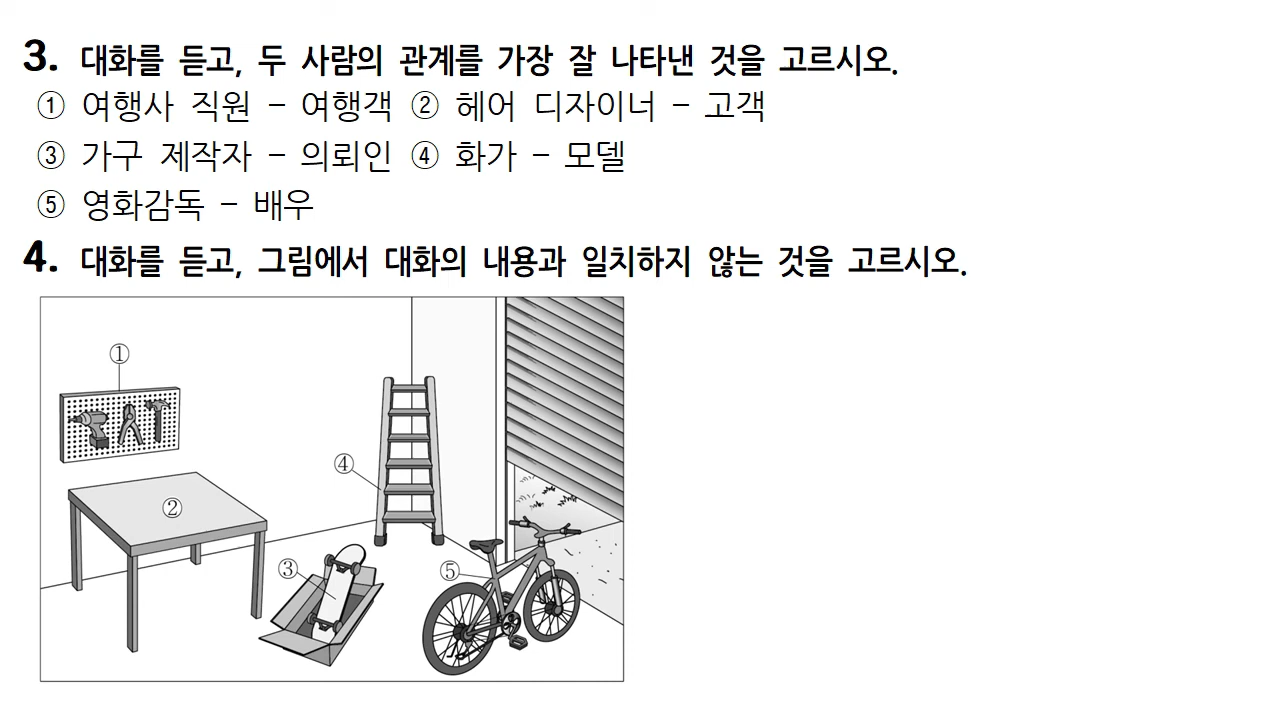 3. 대화를 듣고, 두 사람의 관계를 가장 잘 나타낸 것을 고르시오.
① 여행사 직원 – 여행객 ② 헤어 디자이너 – 고객
③ 가구 제작자 – 의뢰인 ④ 화가 – 모델
⑤ 영화감독 – 배우
4. 대화를 듣고, 그림에서 대화의 내용과 일치하지 않는 것을 고르시오.
①
②
④
③
⑤